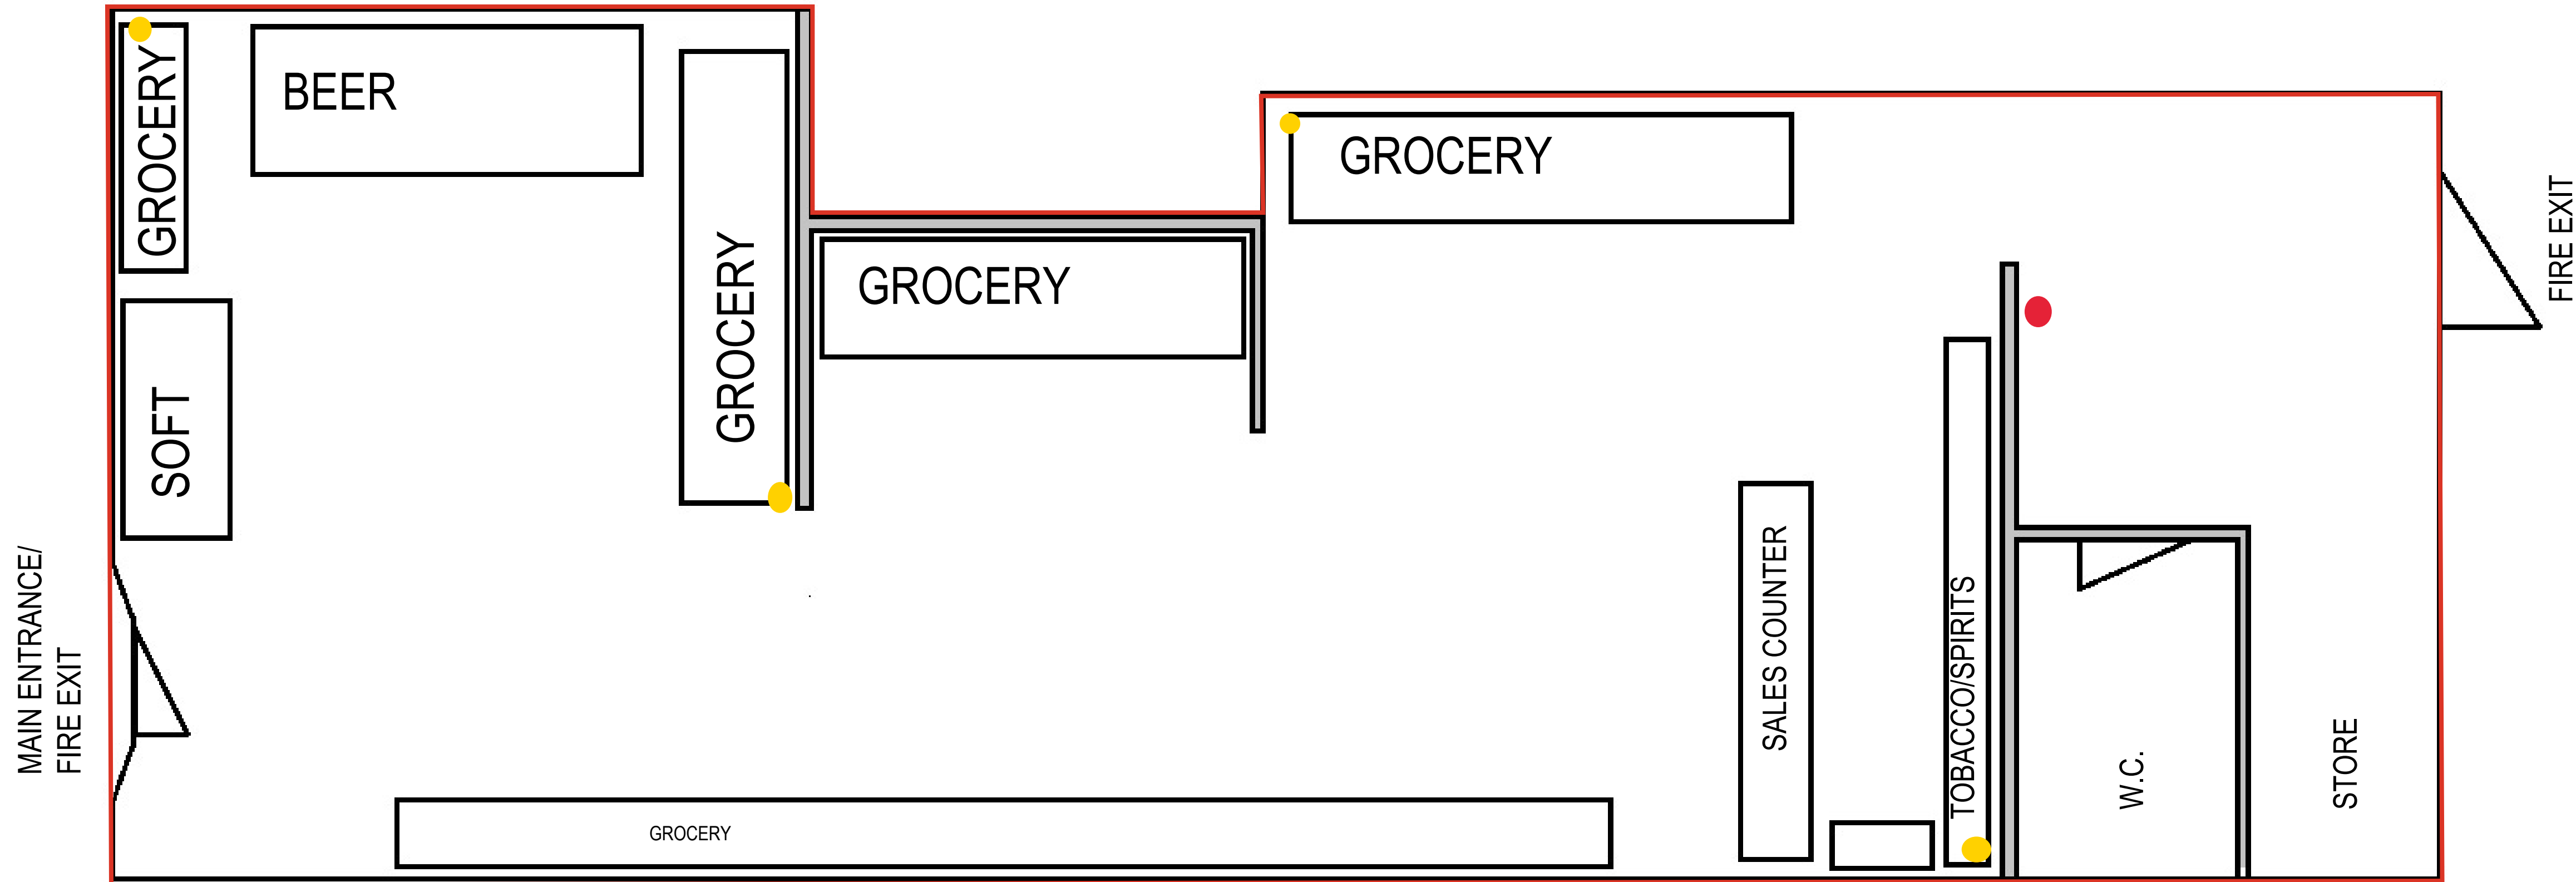 GROCERY
BEER
GROCERY
GROCERY
GROCERY
FIRE EXIT
SOFT
MAIN ENTRANCE/
FIRE EXIT
SALES COUNTER
TOBACCO/SPIRITS
W.C.
STORE
GROCERY